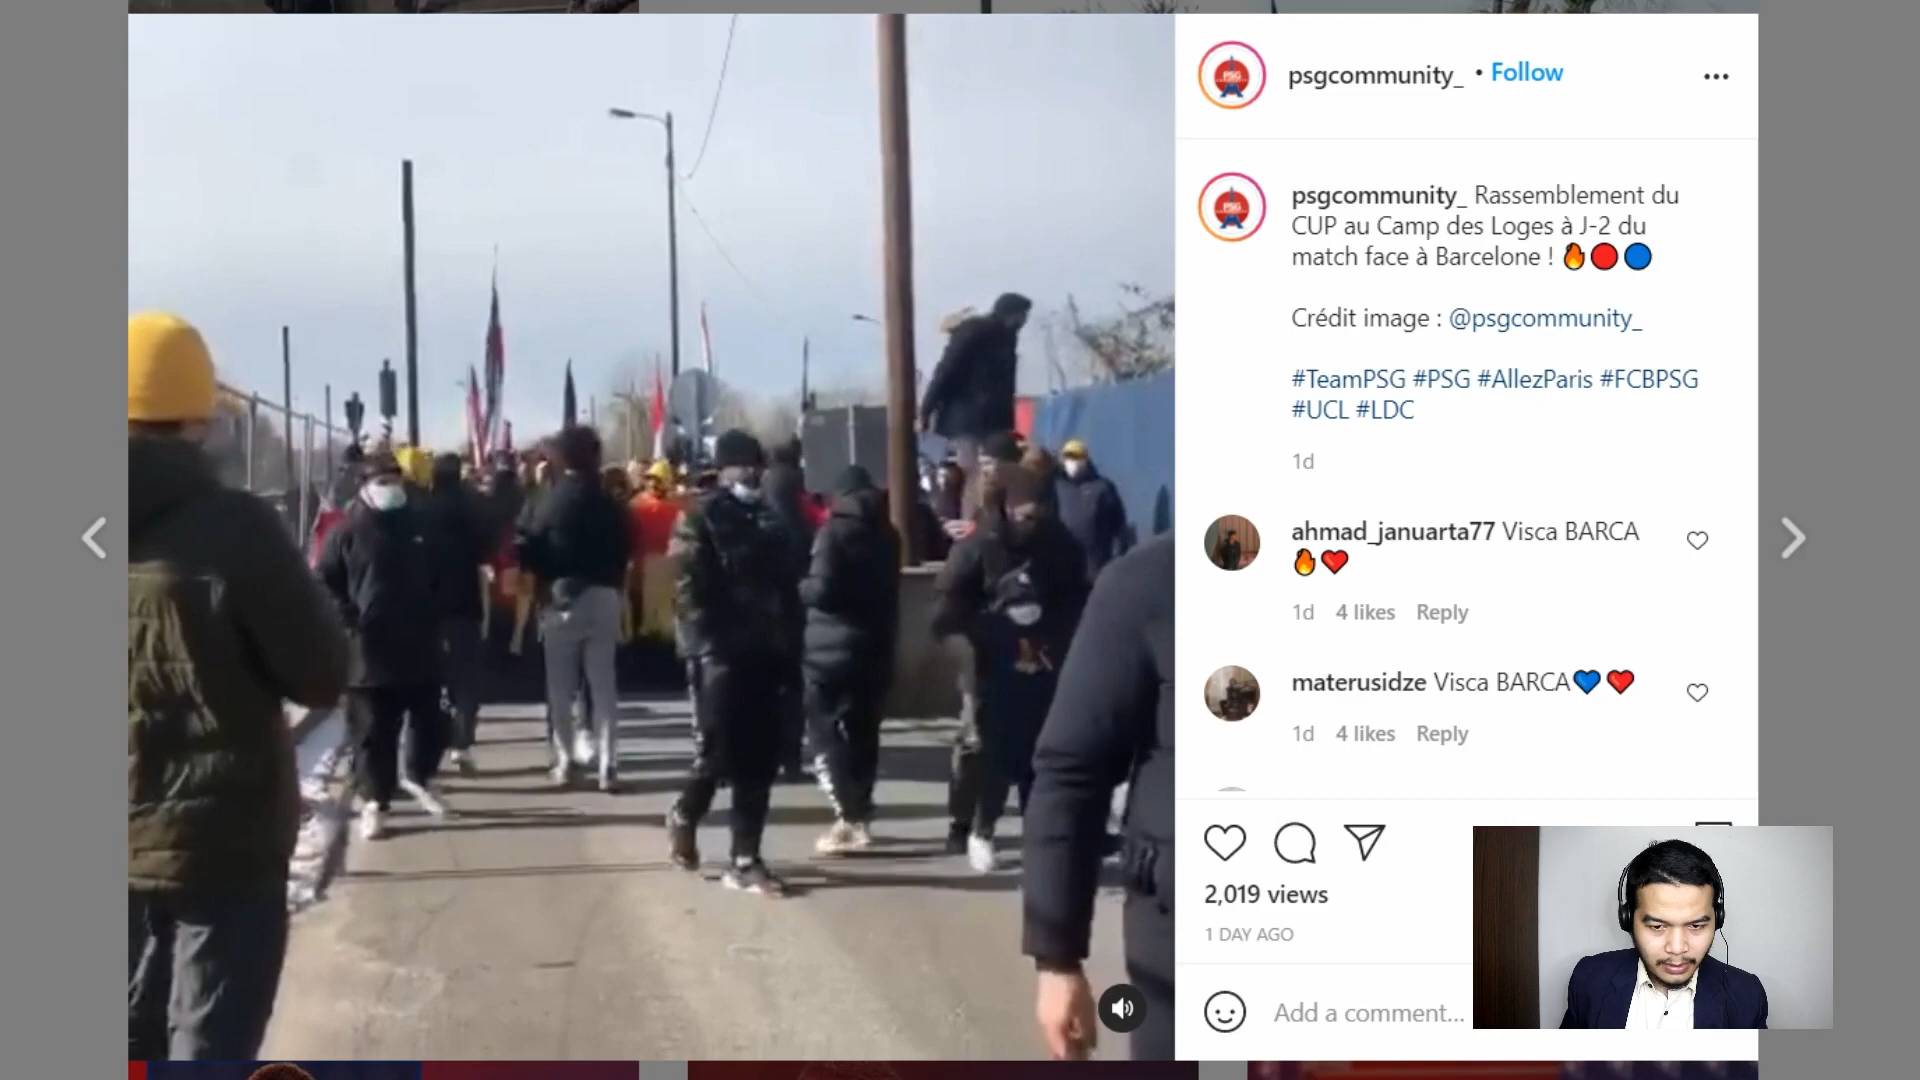 psgcommunity_ • Follow
psgcommunity_ Rassemblement du
CUP au Camp des Loges à J-2 du
match face à Barcelone ! 🔥🔴🔵
Crédit image : @psgcommunity_
#TeamPSG #PSG #AllezParis #FCBPSG
#UCL #LDC
1d
ahmad_januarta77 Visca BARCA
🔥❤️
1d 4 likes Reply
materusidze Visca BARCA💙❤️
1d 4 likes Reply
2,019 views
1 DAY AGO
Add a comment...
PSG
PSG